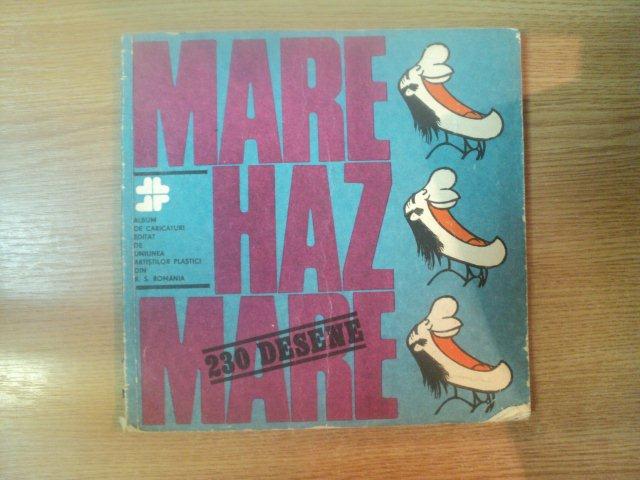 MARE
HAZ
MARE
230 DESENE
ALBUM
DE CARICATURI
EDITAT
DE
UNIUNEA
ARTIȘTILOR PLASTICI
DIN
R. S. ROMÂNIA